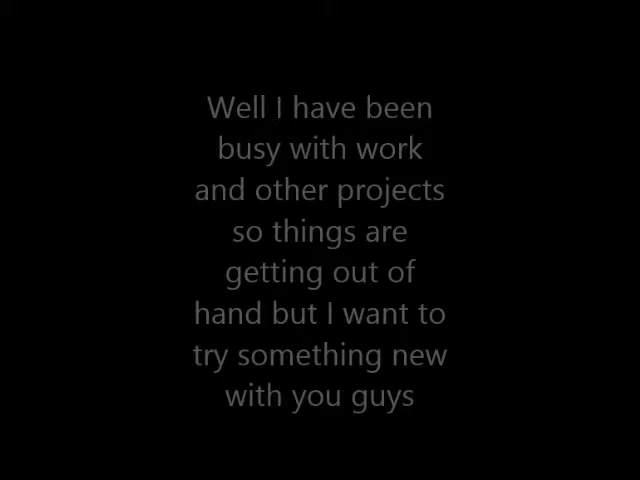 Well I have been
busy with work
and other projects
so things are
getting out of
hand but I want to
try something new
with you guys